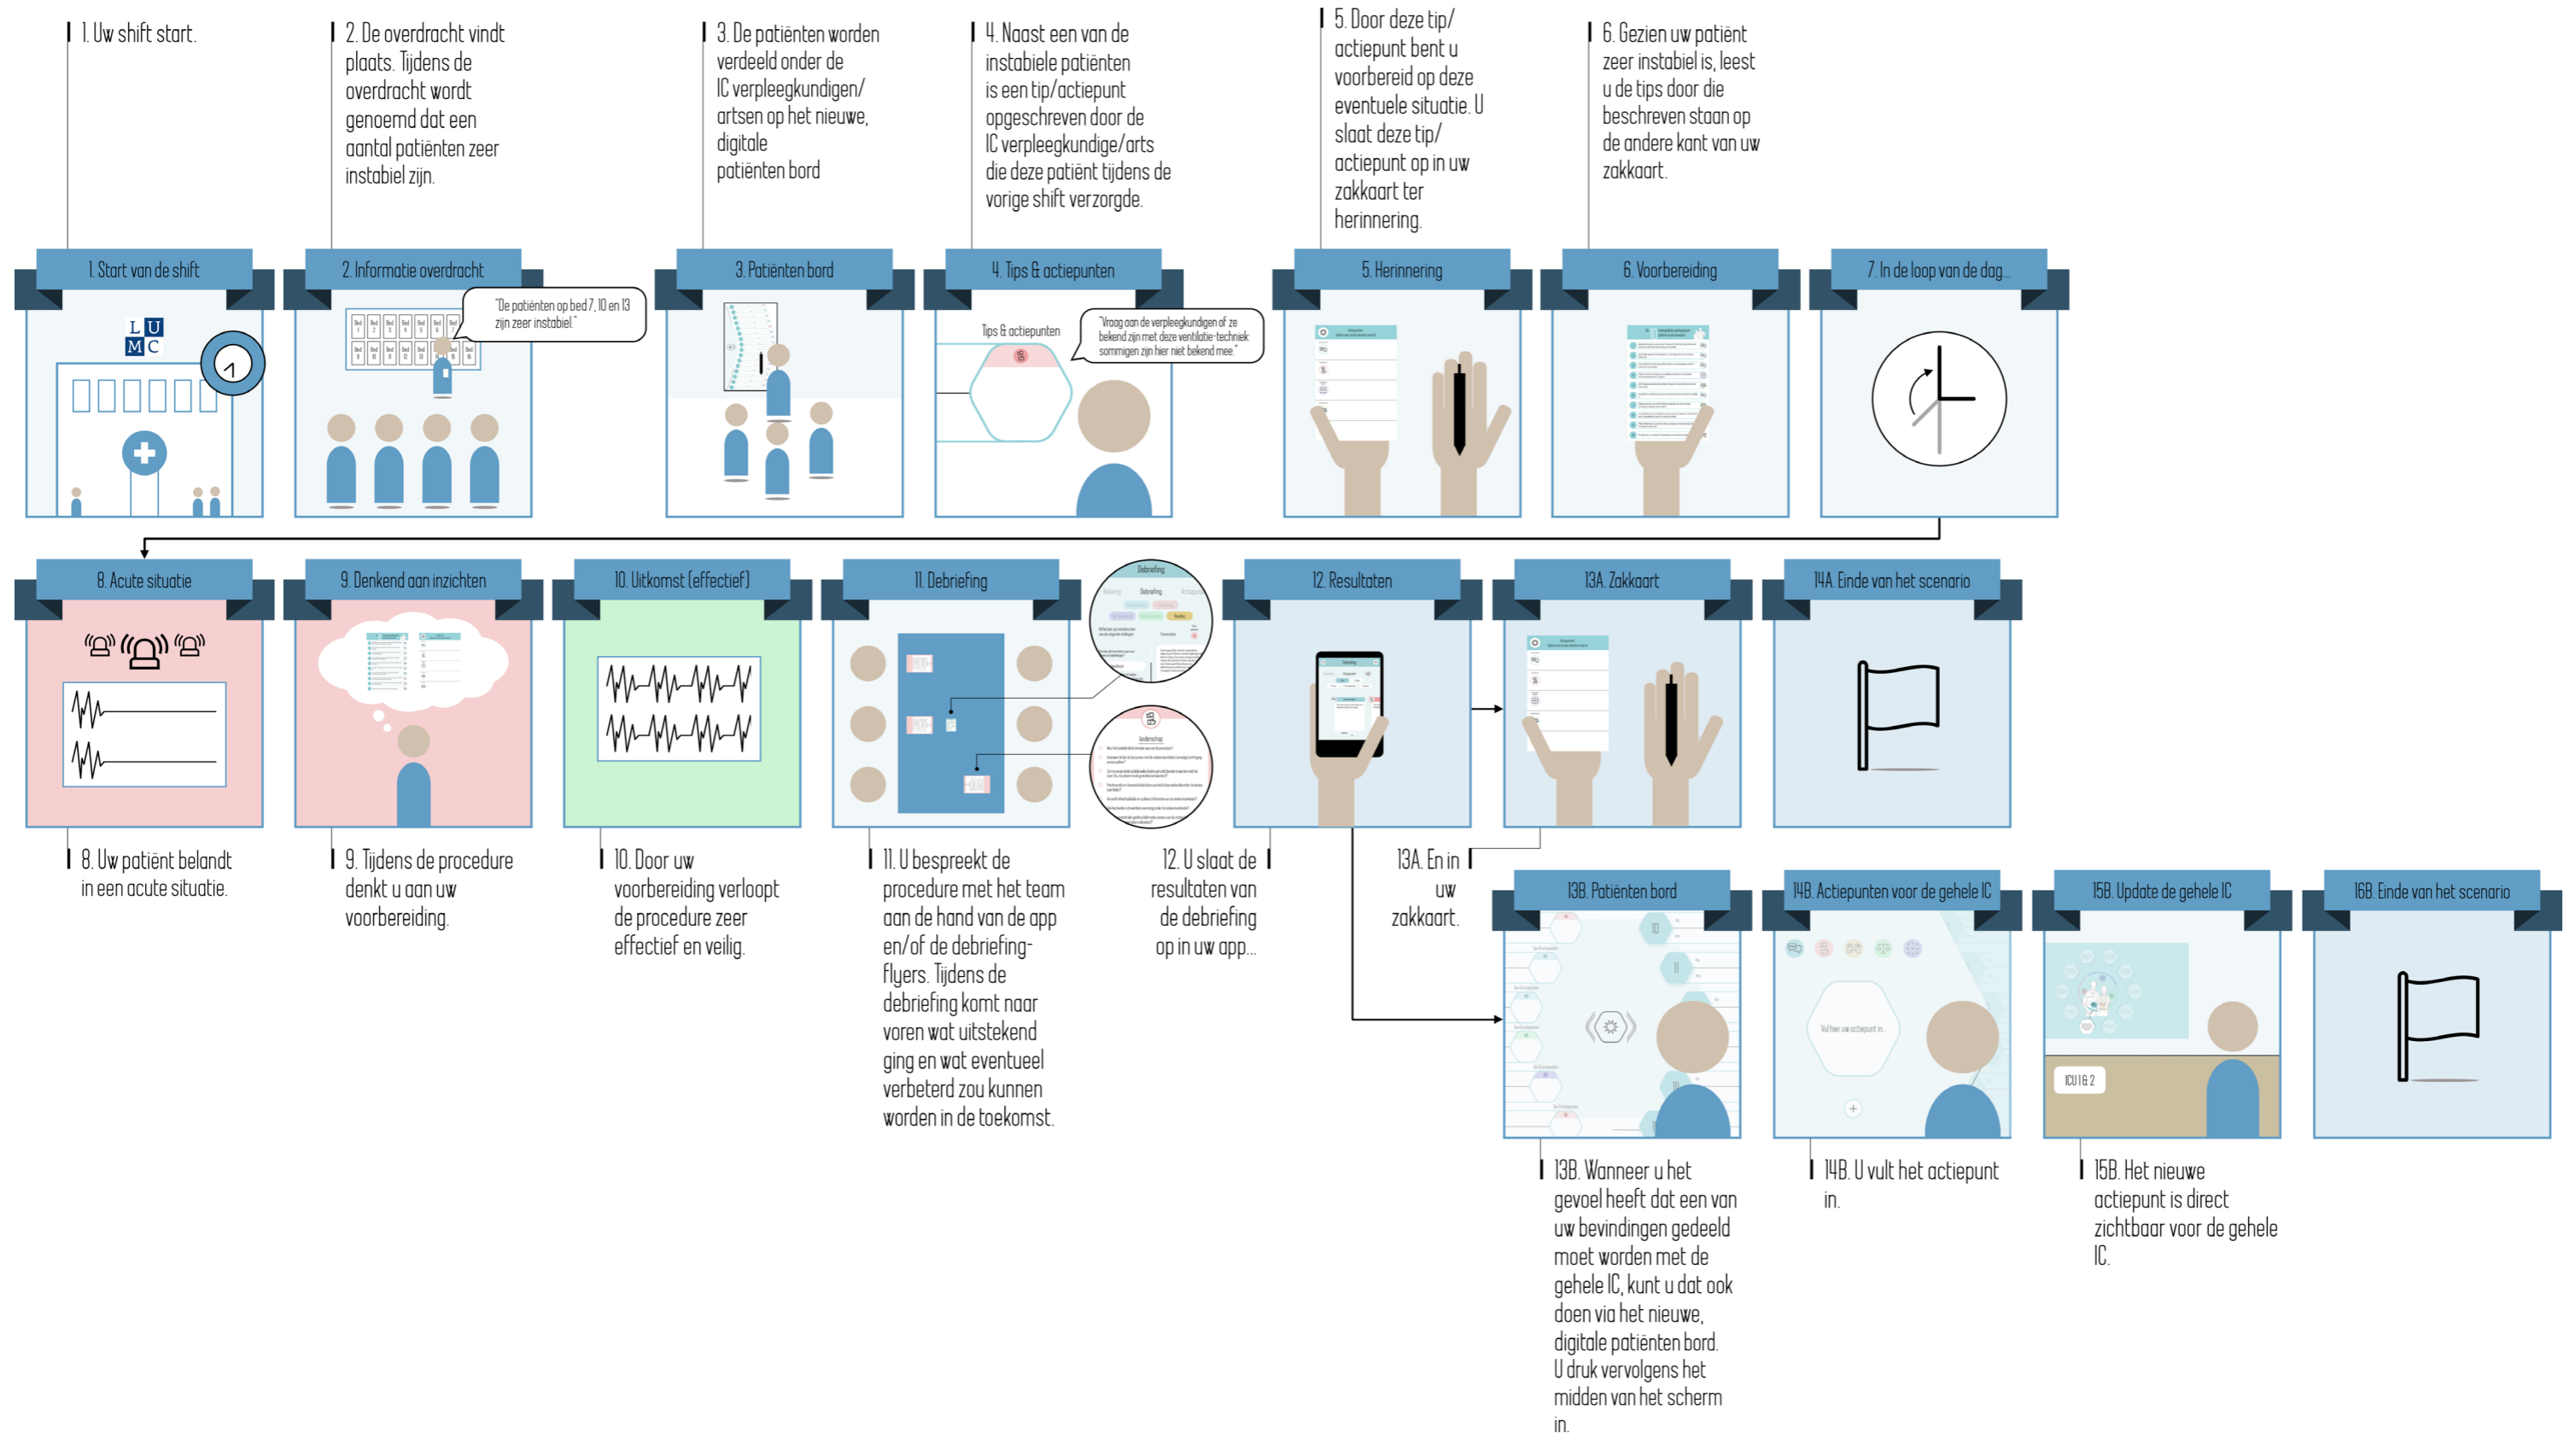 1. Uw shift start.
2. De overdracht vindt
plaats. Tijdens de
overdracht wordt
genoemd dat een
aantal patiënten zeer
instabiel zijn.
3. De patiënten worden
verdeeld onder de
IC verpleegkundigen/
artsen op het nieuwe,
digitale
patiënten bord
4. Naast een van de
instabiele patiënten
is een tip/actiepunt
opgeschreven door de
IC verpleegkundige/arts
die deze patiënt tijdens de
vorige shift verzorgde.
5. Door deze tip/
actiepunt bent u
voorbereid op deze
eventuele situatie. U
slaat deze tip/
actiepunt op in uw
zakkaart ter
herinnering.
6. Gezien uw patiënt
zeer instabiel is, leest
u de tips door die
beschreven staan op
de andere kant van uw
zakkaart.
1. Start van de shift
2. Informatie overdracht
3. Patiënten bord
4. Tips & actiepunten
5. Herinnering
6. Voorbereiding
7. In de loop van de dag...
L U
M C
"De patiënten op bed 7, 10 en 13
zijn zeer instabiel."
Tips & actiepunten
"Vraag aan de verpleegkundigen of ze
bekend zijn met deze ventilatie-techniek:
sommigen zijn hier niet bekend mee."
8. Acute situatie
9. Denkend aan inzichten
10. Uitkomst (effectief)
11. Debriefing
12. Resultaten
13A. Zakkaart
14A. Einde van het scenario
Debriefing
Debriefing
Leiderschap
8. Uw patiënt belandt
in een acute situatie.
9. Tijdens de procedure
denkt u aan uw
voorbereiding.
10. Door uw
voorbereiding verloopt
de procedure zeer
effectief en veilig.
11. U bespreekt de
procedure met het team
aan de hand van de app
en/of de debriefing-
flyers. Tijdens de
debriefing komt naar
voren wat uitstekend
ging en wat eventueel
verbeterd zou kunnen
worden in de toekomst.
12. U slaat de
resultaten van
de debriefing
op in uw app...
13A. En in
uw
zakkaart.
13B. Patiënten bord
14B. Actiepunten voor de gehele IC
15B. Update de gehele IC
16B. Einde van het scenario
10
11
Vul hier uw actiepunt in...
ICU 1 & 2
13B. Wanneer u het
gevoel heeft dat een van
uw bevindingen gedeeld
moet worden met de
gehele IC, kunt u dat ook
doen via het nieuwe,
digitale patiënten bord.
U druk vervolgens het
midden van het scherm
in.
14B. U vult het actiepunt
in.
15B. Het nieuwe
actiepunt is direct
zichtbaar voor de gehele
IC.